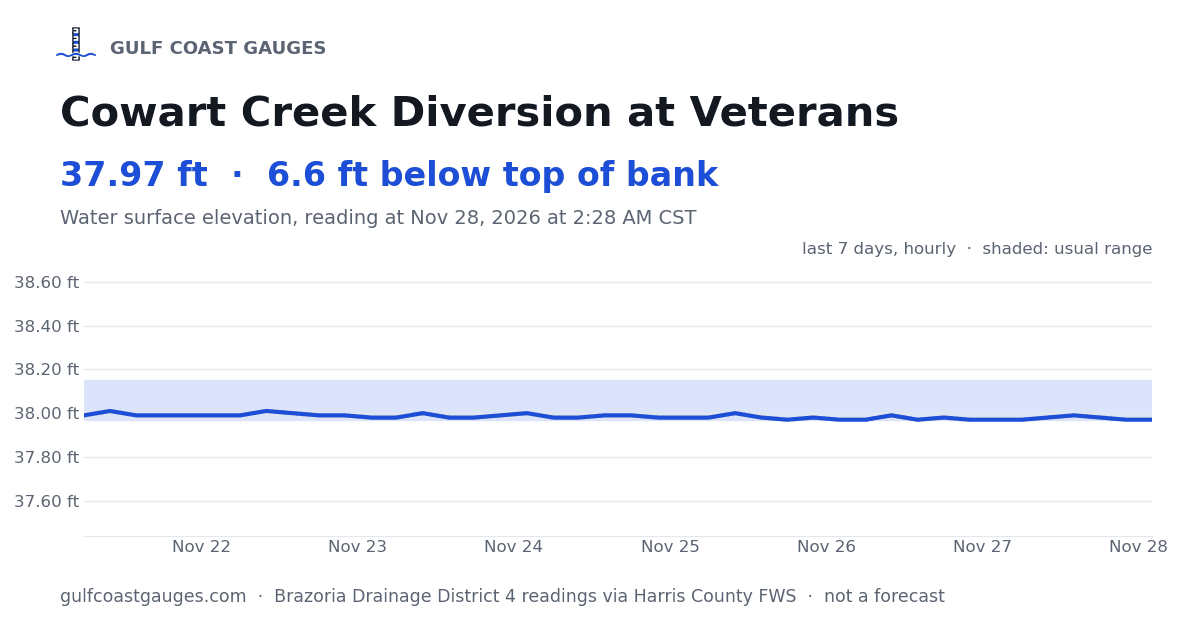 GULF COAST GAUGES
Cowart Creek Diversion at Veterans
37.97 ft · 6.6 ft below top of bank
Water surface elevation, reading at Nov 28, 2026 at 2:28 AM CST
last 7 days, hourly · shaded: usual range
38.60 ft
38.40 ft
38.20 ft
38.00 ft
37.80 ft
37.60 ft
Nov 22 Nov 23 Nov 24 Nov 25 Nov 26 Nov 27 Nov 28
gulfcoastgauges.com · Brazoria Drainage District 4 readings via Harris County FWS · not a forecast